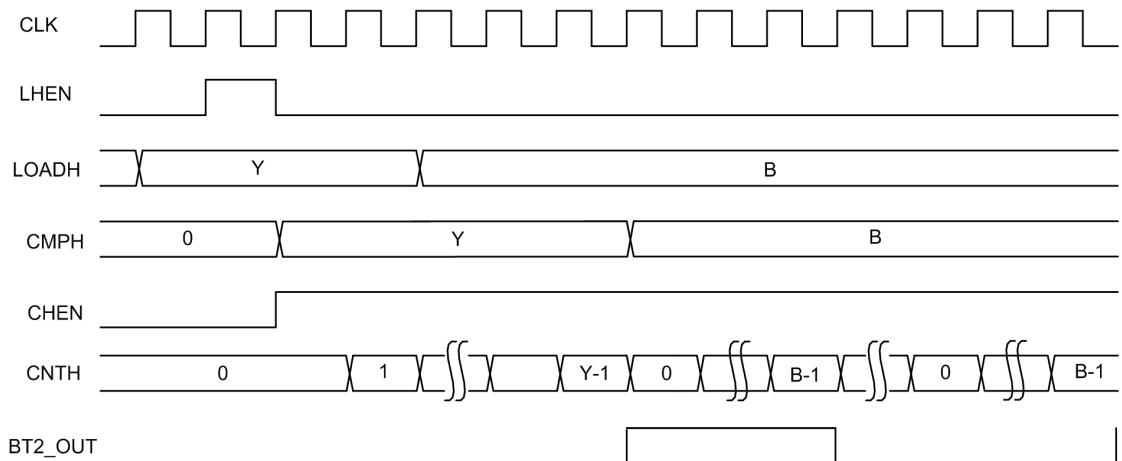 CLK
LHEN
LOADH Y B
CMPH 0 Y B
CHEN
CNTH 0 1 Y-1 0 B-1 0 B-1
BT2_OUT